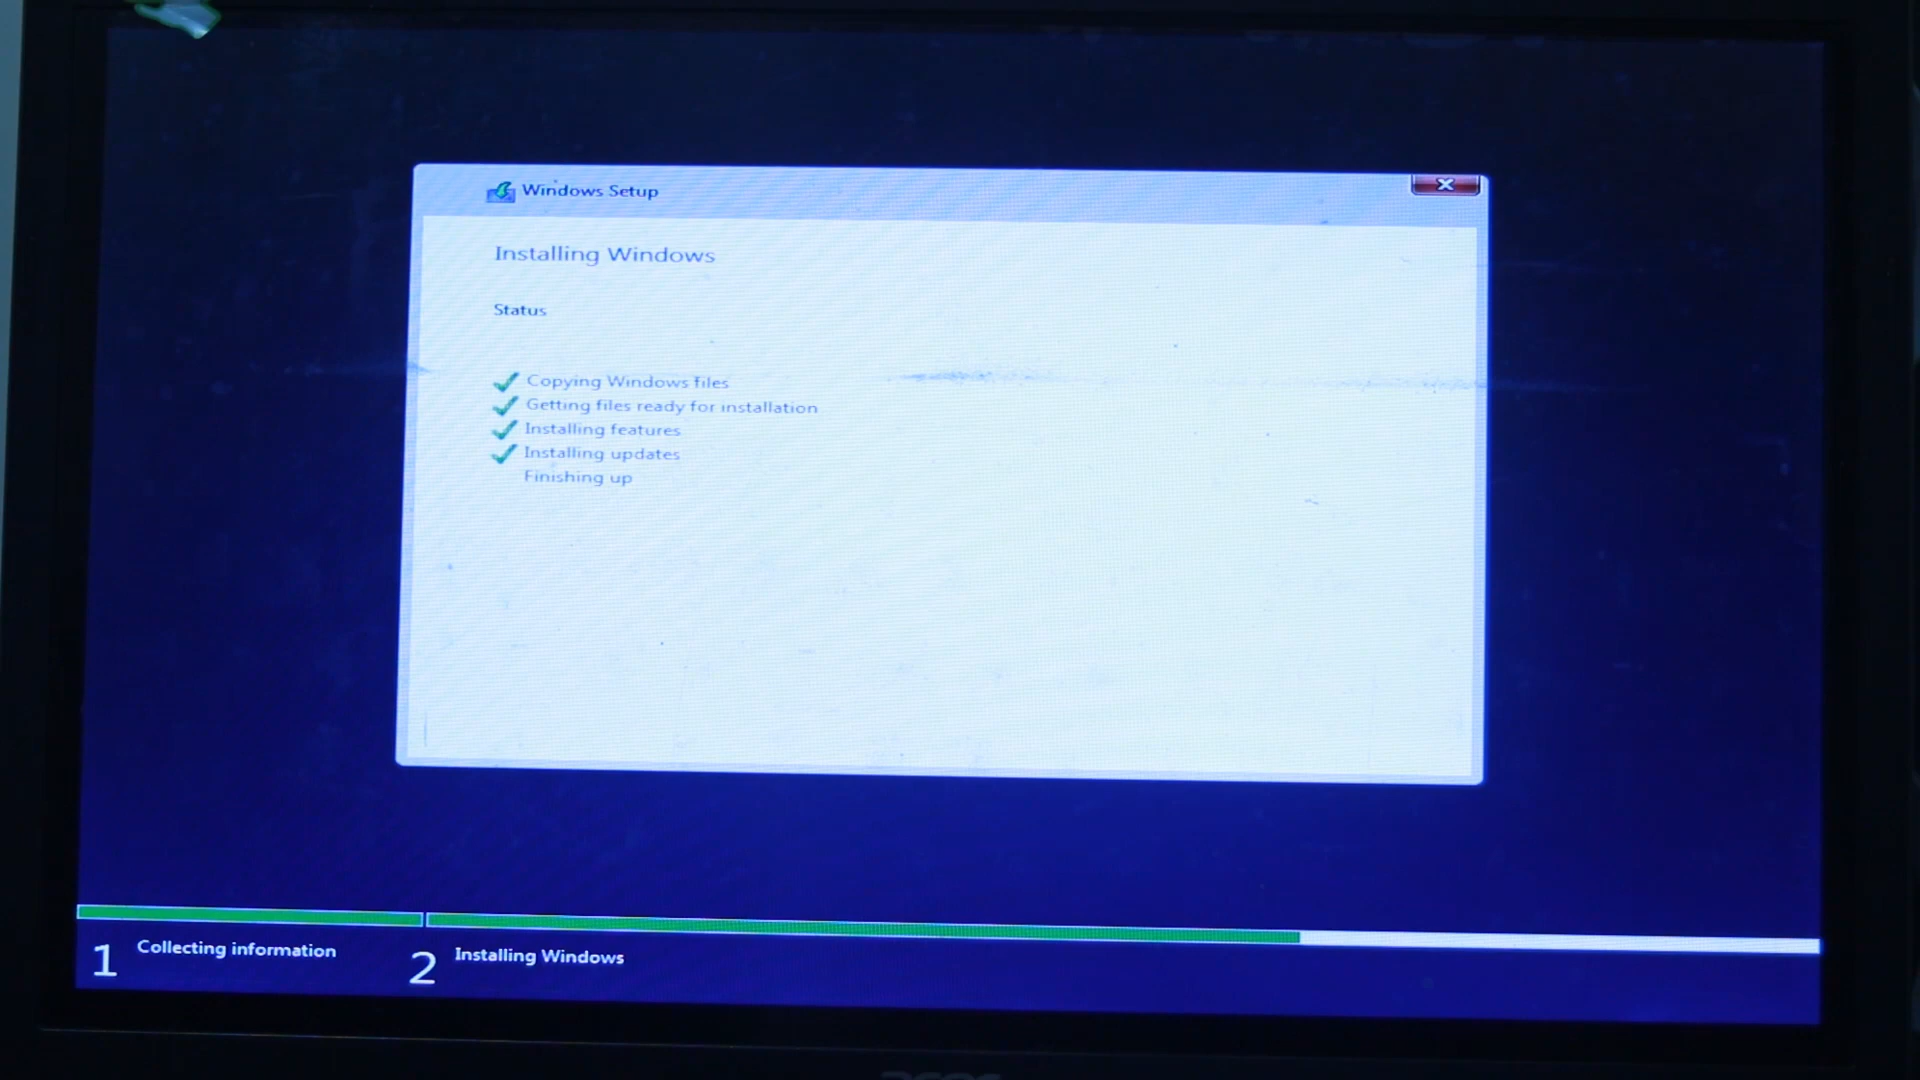 Windows Setup
Installing Windows
Status
Copying Windows files
Getting files ready for installation
Installing features
Installing updates
Finishing up
1 Collecting information
2 Installing Windows